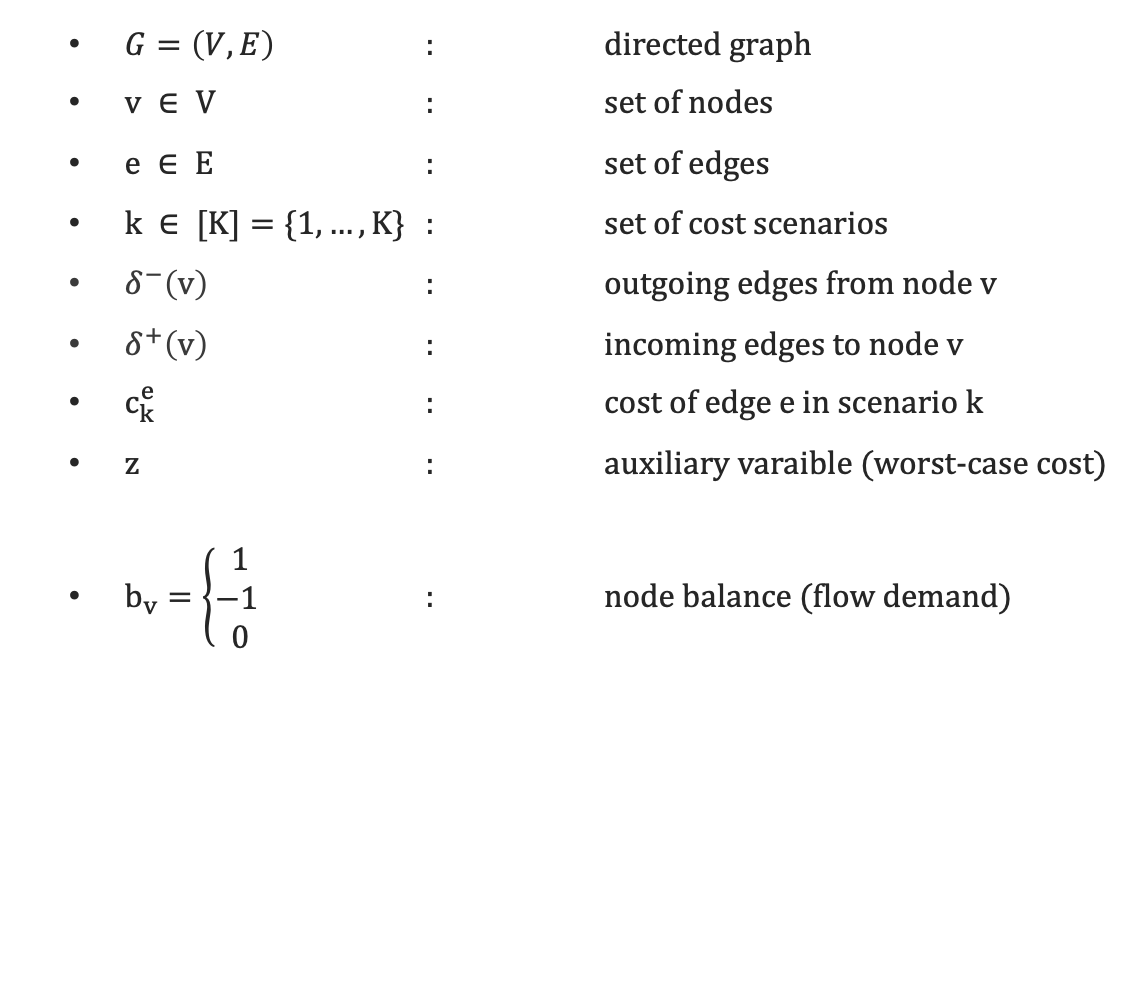 • G = (V, E) : directed graph
• v ∈ V : set of nodes
• e ∈ E : set of edges
• k ∈ [K] = {1, ..., K} : set of cost scenarios
• δ⁻(v) : outgoing edges from node v
• δ⁺(v) : incoming edges to node v
• c_k^e : cost of edge e in scenario k
• z : auxiliary varaible (worst-case cost)
• b_v = { 1 −1 0 : node balance (flow demand)